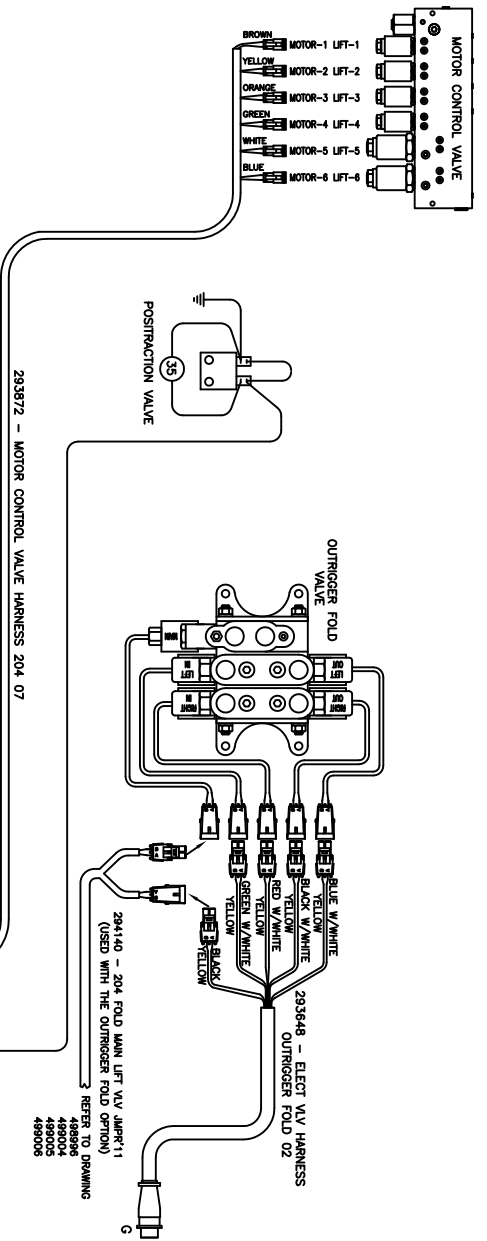 MOTOR CONTROL VALVE
BROWN
MOTOR-1 LIFT-1
YELLOW
MOTOR-2 LIFT-2
ORANGE
MOTOR-3 LIFT-3
GREEN
MOTOR-4 LIFT-4
WHITE
MOTOR-5 LIFT-5
BLUE
MOTOR-6 LIFT-6
35
POSITRACTION VALVE
293872 - MOTOR CONTROL VALVE HARNESS 204 07
OUTRIGGER FOLD
VALVE
MAIN
LEFT
IN
RIGHT
IN
LEFT
OUT
RIGHT
OUT
BLUE W/WHITE
YELLOW
BLACK W/WHITE
YELLOW
RED W/WHITE
YELLOW
GREEN W/WHITE
YELLOW
BLACK
YELLOW
293648 - ELECT VLV HARNESS
OUTRIGGER FOLD 02
294140 - 204 FOLD MAIN LIFT VLV JMPR'11
(USED WITH THE OUTRIGGER FOLD OPTION)
REFER TO DRAWING
498996
499004
499005
499006
G